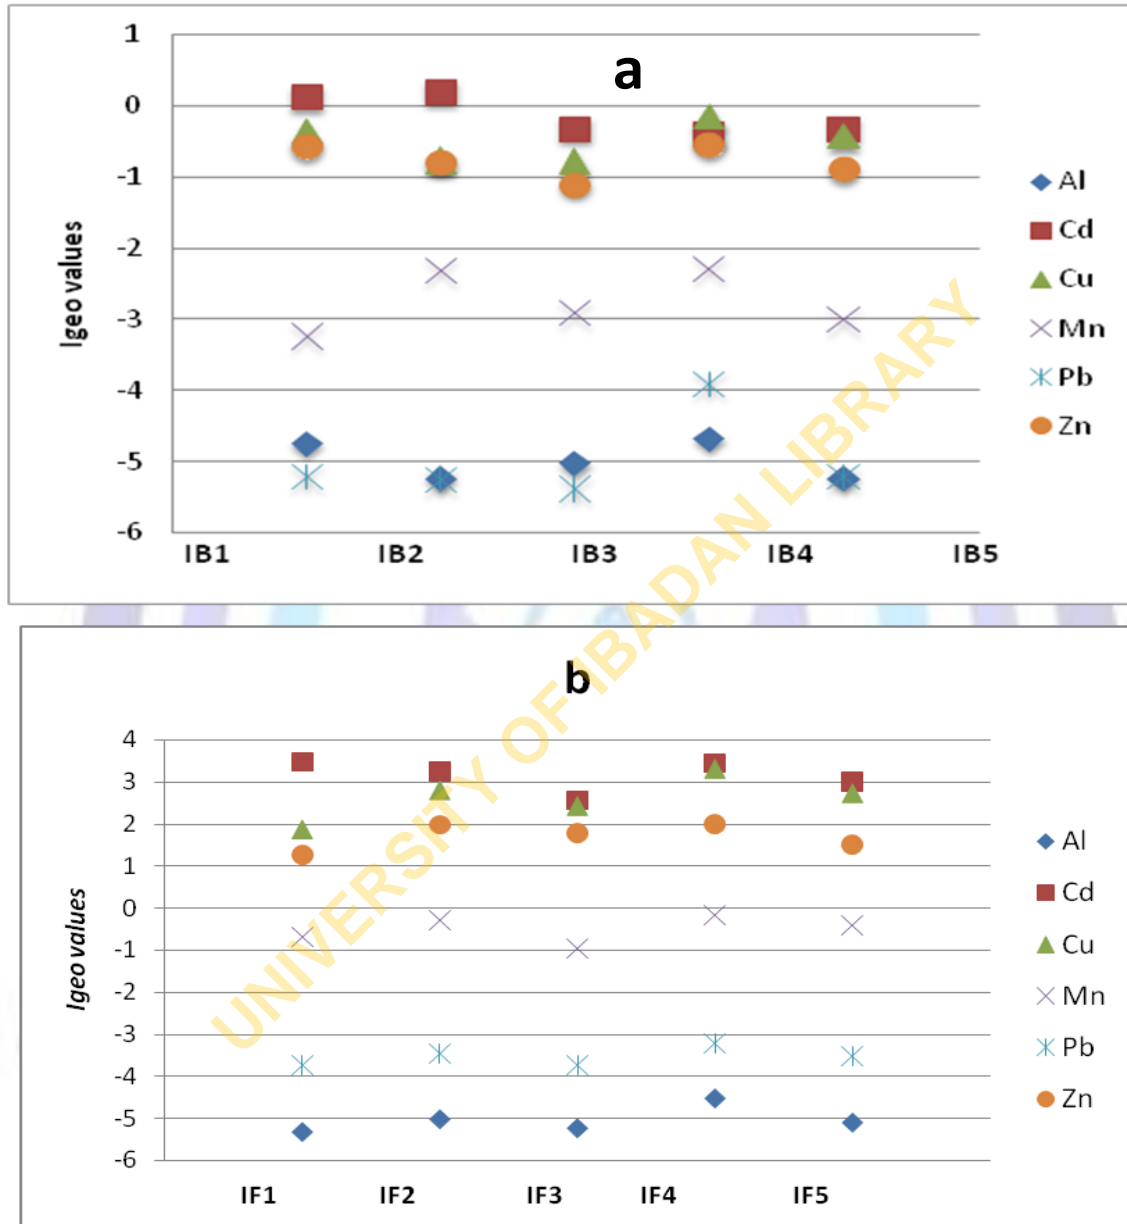 a
1
0
-1
-2
-3
-4
-5
-6
Igeo values
IB1 IB2 IB3 IB4 IB5
Al
Cd
Cu
Mn
Pb
Zn
b
4
3
2
1
0
-1
-2
-3
-4
-5
-6
Igeo values
IF1 IF2 IF3 IF4 IF5
Al
Cd
Cu
Mn
Pb
Zn
UNIVERSITY OF IBADAN LIBRARY